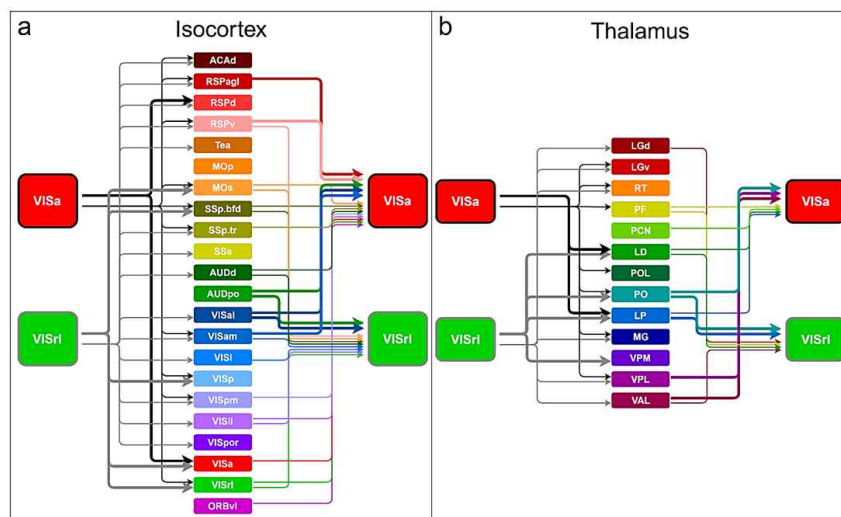 a
Isocortex
ACAd
RSPagl
RSPd
RSPv
Tea
MOp
MOs
SSp.bfd
SSp.tr
SSs
AUDd
AUDpo
VISal
VISam
VISl
VISp
VISpm
VISli
VISpor
VISa
VISrl
ORBvl
VISa
VISrl
VISa
VISrl
b
Thalamus
LGd
LGv
RT
PF
PCN
LD
POL
PO
LP
MG
VPM
VPL
VAL
VISa
VISrl
VISa
VISrl